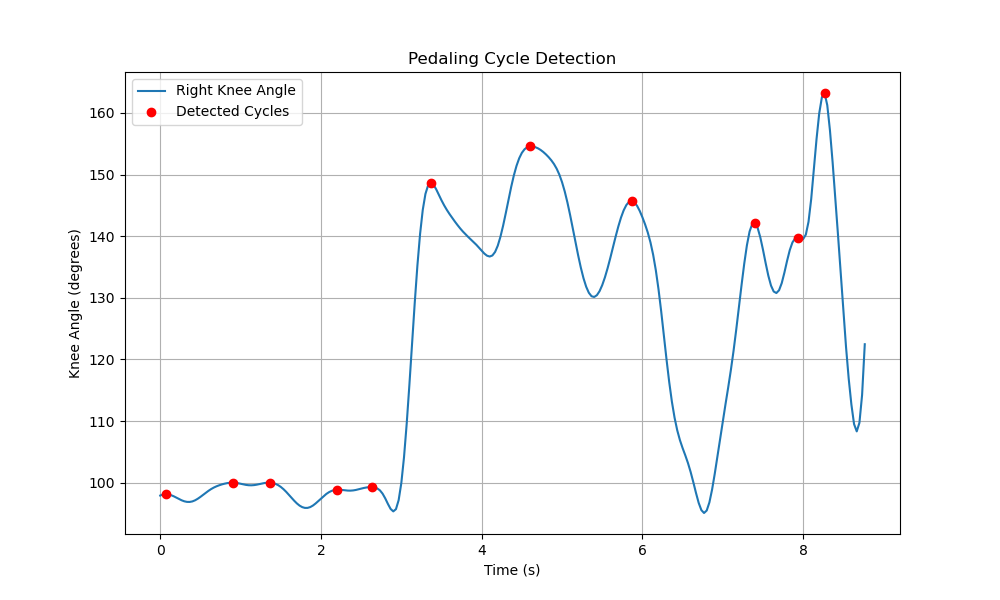 Pedaling Cycle Detection
Right Knee Angle
Detected Cycles
160
150
140
130
120
110
100
Knee Angle (degrees)
0 2 4 6 8
Time (s)